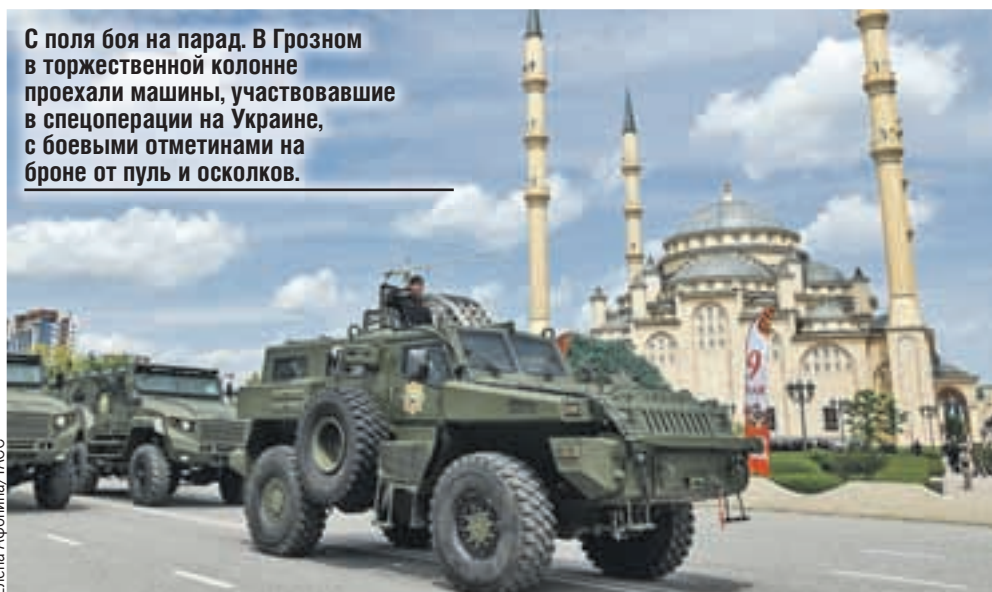 С поля боя на парад. В Грозном
в торжественной колонне
проехали машины, участвовавшие
в спецоперации на Украине,
с боевыми отметинами на
броне от пуль и осколков.
9